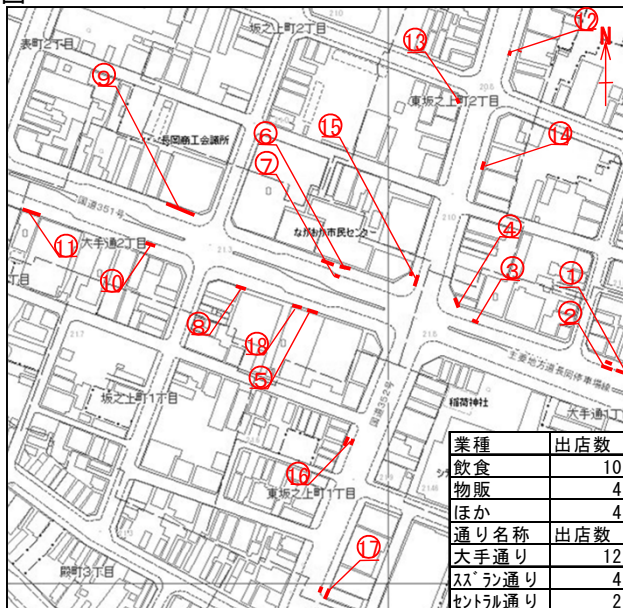 坂之上町2丁目
表町2丁目
⑫
⑬
N
東坂之上町2丁目
⑨
⑥
⑮
⑦
長岡商工会議所
⑭
国道351号
ながおか市民センター
210
④
③
①
②
⑪
大手通2丁目
⑩
213
⑧
⑱
⑤
217
215
主要地方道長岡停車場線
坂之上町1丁目
国道352号
稲荷神社
大手通1丁
⑯
東坂之上町1丁目
⑰
殿町3丁目
業種 出店数
飲食 10
物販 4
ほか 4
通り名称 出店数
大手通り 12
スズラン通り 4
セントラル通り 2